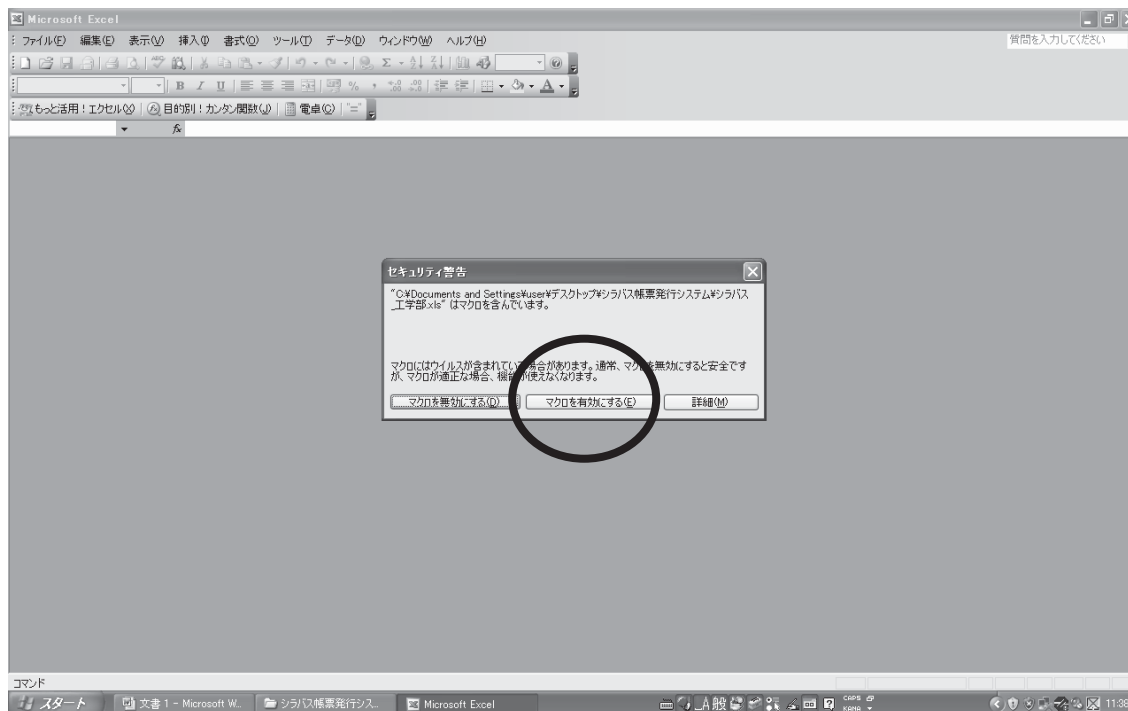 Microsoft Excel
ファイル(F) 編集(E) 表示(V) 挿入(I) 書式(O) ツール(T) データ(D) ウィンドウ(W) ヘルプ(H)
質問を入力してください
もっと活用！エクセル(X) 目的別！カンタン関数(J) 電卓(C) "="
fx
セキュリティ警告
"C:¥Documents and Settings¥user¥デスクトップ¥シラバス帳票発行システム¥シラバス
_工学部.xls" はマクロを含んでいます。
マクロにはウイルスが含まれている場合があります。通常、マクロを無効にすると安全です
が、マクロが適正な場合、機能が使えなくなります。
マクロを無効にする(D) マクロを有効にする(E) 詳細(M)
コマンド
スタート 文書 1 - Microsoft W... シラバス帳票発行シス... Microsoft Excel A 般 CAPS KANA 11:38